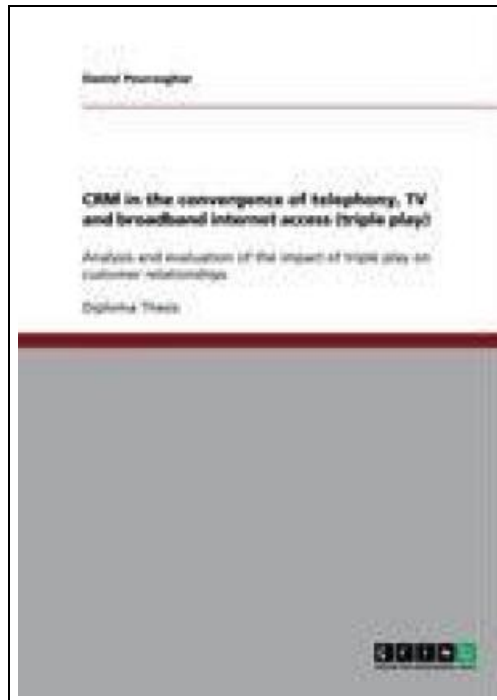 CRM in the convergence of telephony, TV
and broadband internet access (triple play)
Analysis and evaluation of the impact of triple play on
customer relationships
Diploma Thesis
GRIN